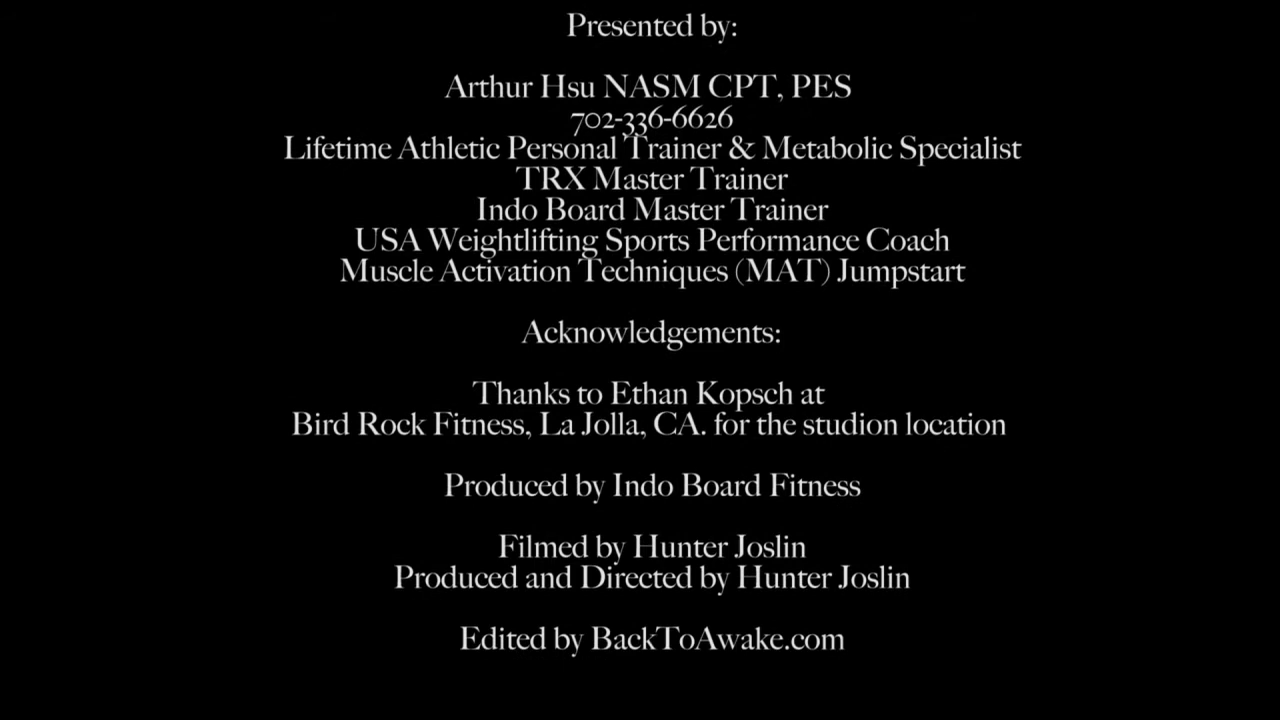 Presented by:
Arthur Hsu NASM CPT, PES
702-336-6626
Lifetime Athletic Personal Trainer & Metabolic Specialist
TRX Master Trainer
Indo Board Master Trainer
USA Weightlifting Sports Performance Coach
Muscle Activation Techniques (MAT) Jumpstart
Acknowledgements:
Thanks to Ethan Kopsch at
Bird Rock Fitness, La Jolla, CA. for the studion location
Produced by Indo Board Fitness
Filmed by Hunter Joslin
Produced and Directed by Hunter Joslin
Edited by BackToAwake.com